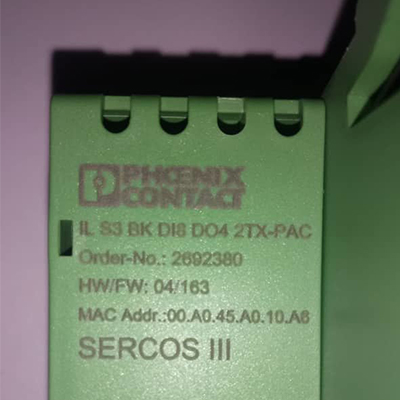 PHŒNIX
CONTACT
IL S3 BK DI8 DO4 2TX-PAC
Order-No.: 2692380
HW/FW: 04/163
MAC Addr.:00.A0.45.A0.10.A6
SERCOS III